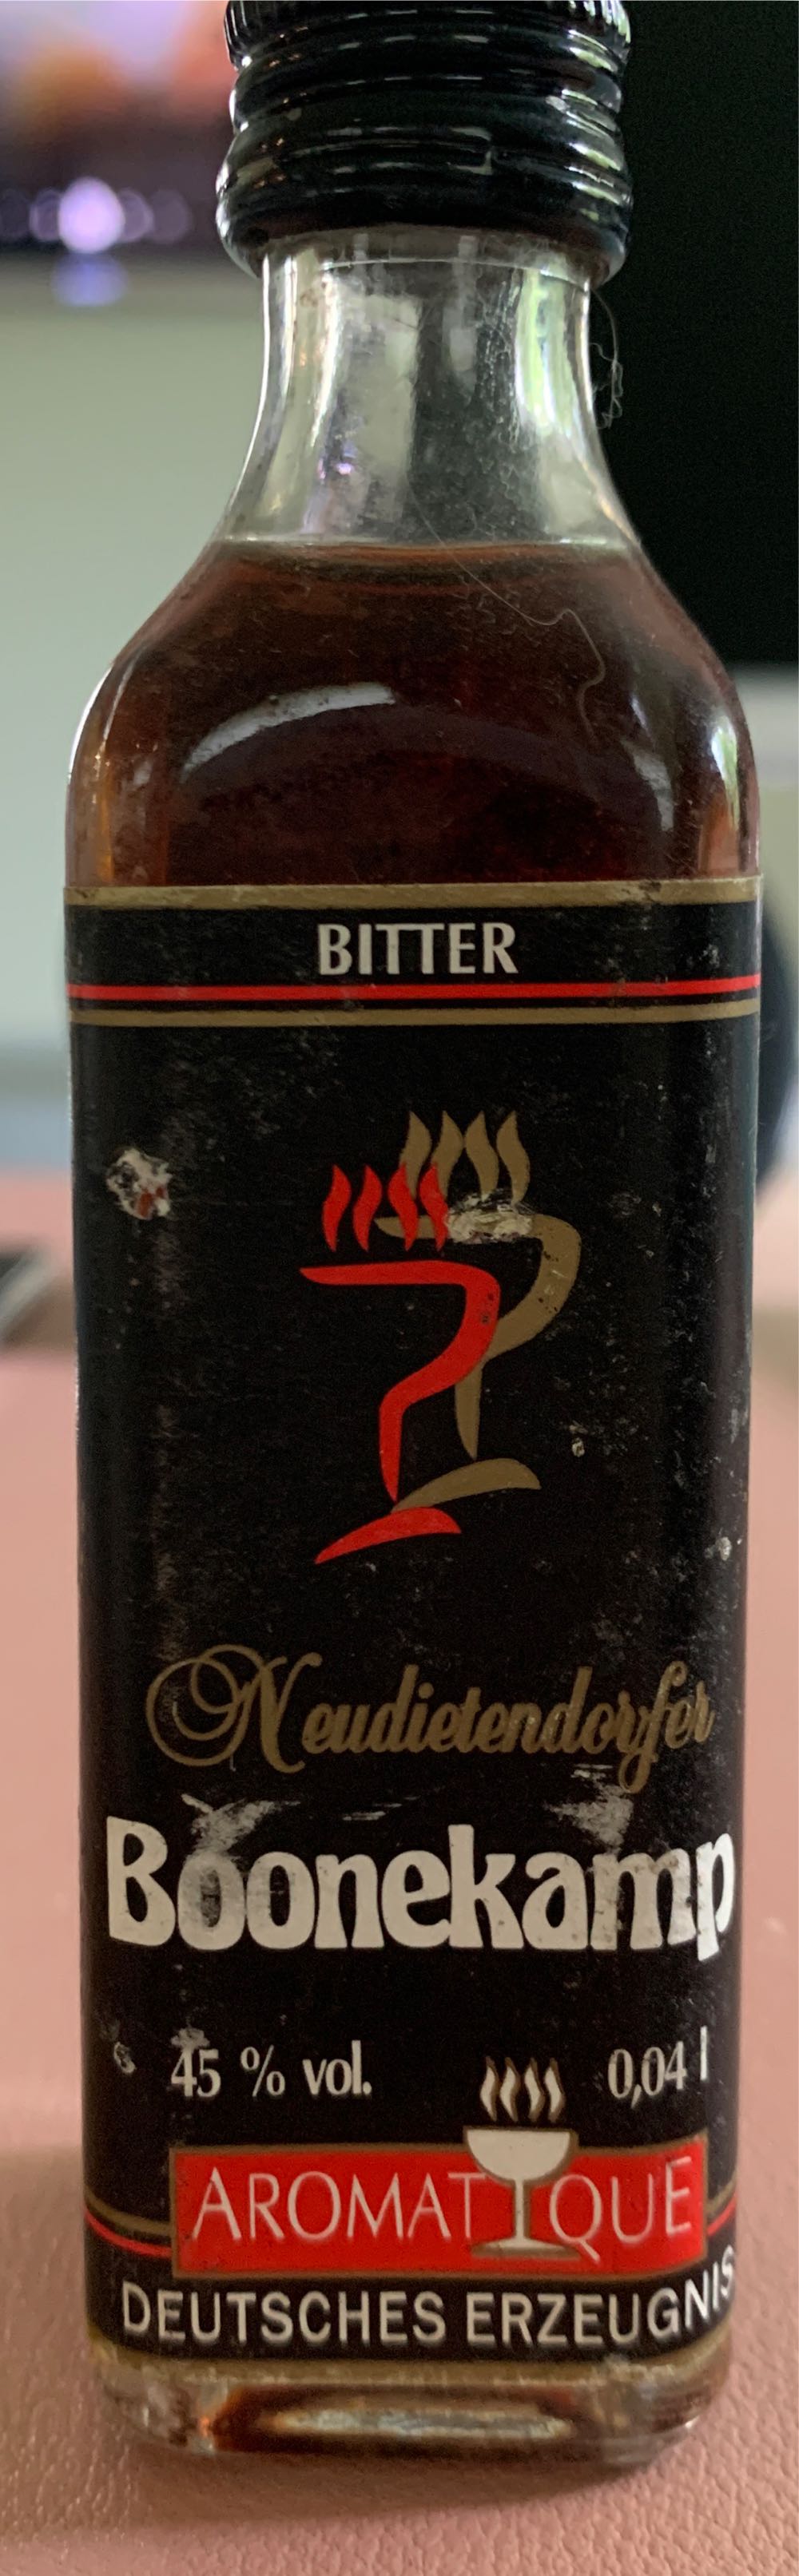 BITTER
Neudietendorfer
Boonekamp
45 % vol. 0,04 l
AROMATIQUE
DEUTSCHES ERZEUGNIS